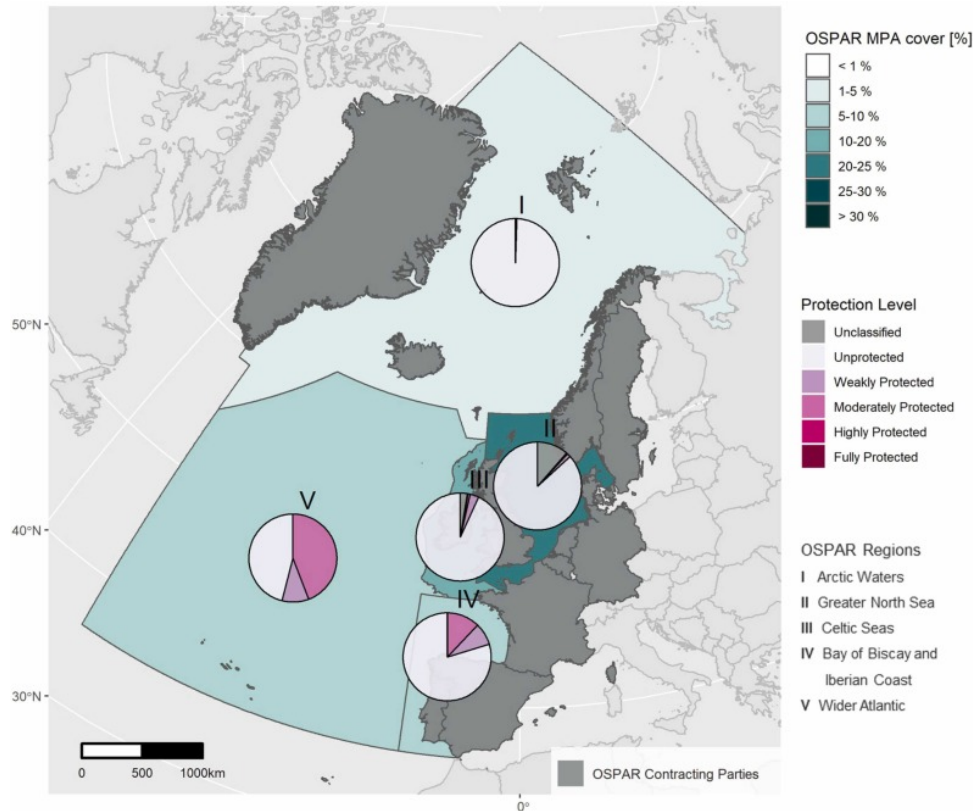 OSPAR MPA cover [%]
< 1 %
1-5 %
5-10 %
10-20 %
20-25 %
25-30 %
> 30 %
Protection Level
Unclassified
Unprotected
Weakly Protected
Moderately Protected
Highly Protected
Fully Protected
OSPAR Regions
I Arctic Waters
II Greater North Sea
III Celtic Seas
IV Bay of Biscay and
Iberian Coast
V Wider Atlantic
I
II
III
V
IV
50°N
40°N
30°N
0°
0 500 1000km
OSPAR Contracting Parties